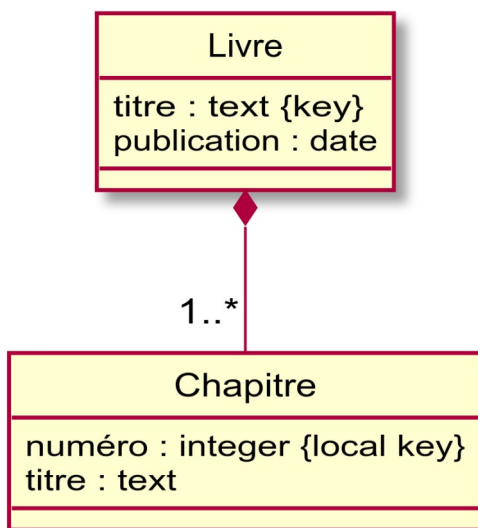 Livre
titre : text {key}
publication : date
1..*
Chapitre
numéro : integer {local key}
titre : text